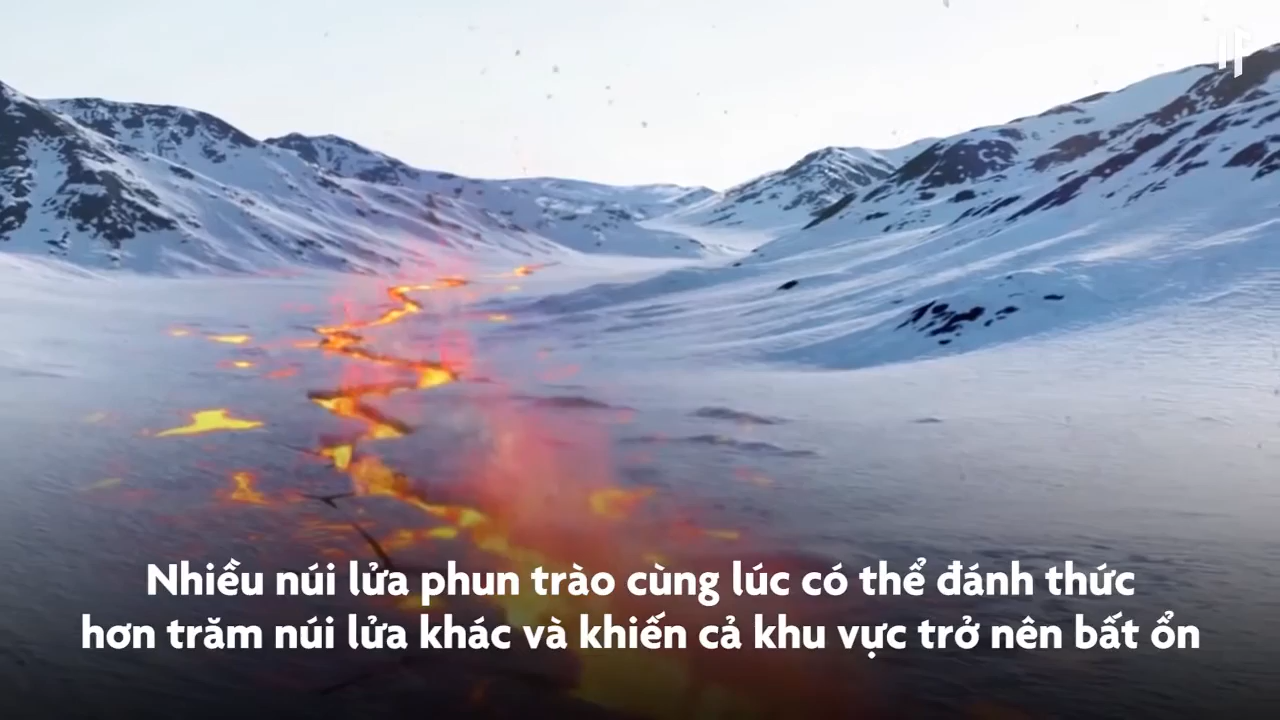 Nhiều núi lửa phun trào cùng lúc có thể đánh thức
hơn trăm núi lửa khác và khiến cả khu vực trở nên bất ổn